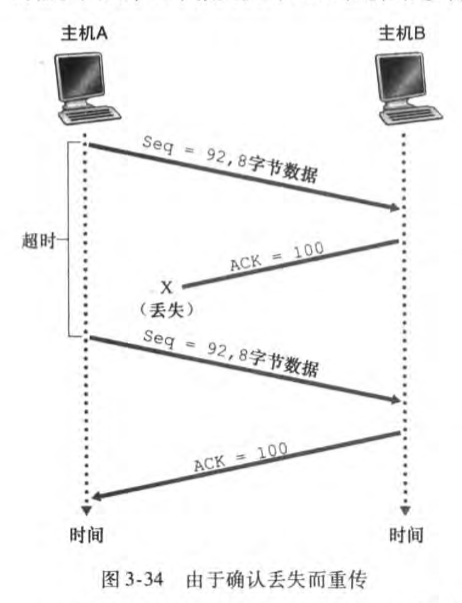 主机A
主机B
Seq = 92,8字节数据
超时
ACK = 100
X
（丢失）
Seq = 92,8字节数据
ACK = 100
时间
时间
图 3-34 由于确认丢失而重传